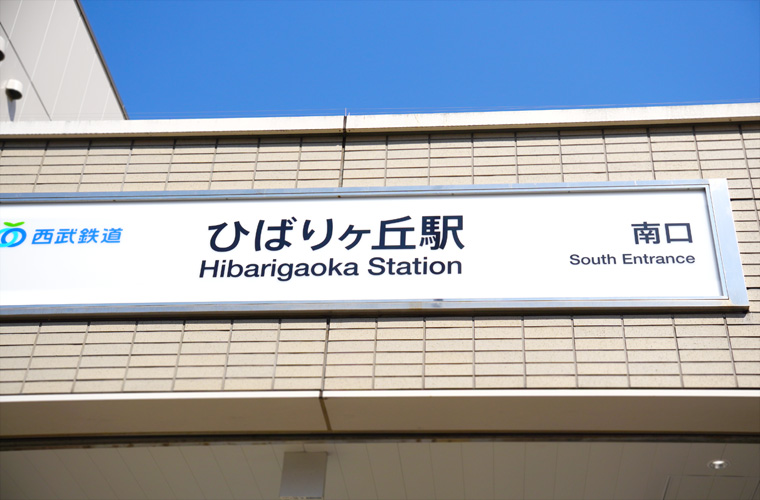 西武鉄道
ひばりヶ丘駅
Hibarigaoka Station
南口
South Entrance